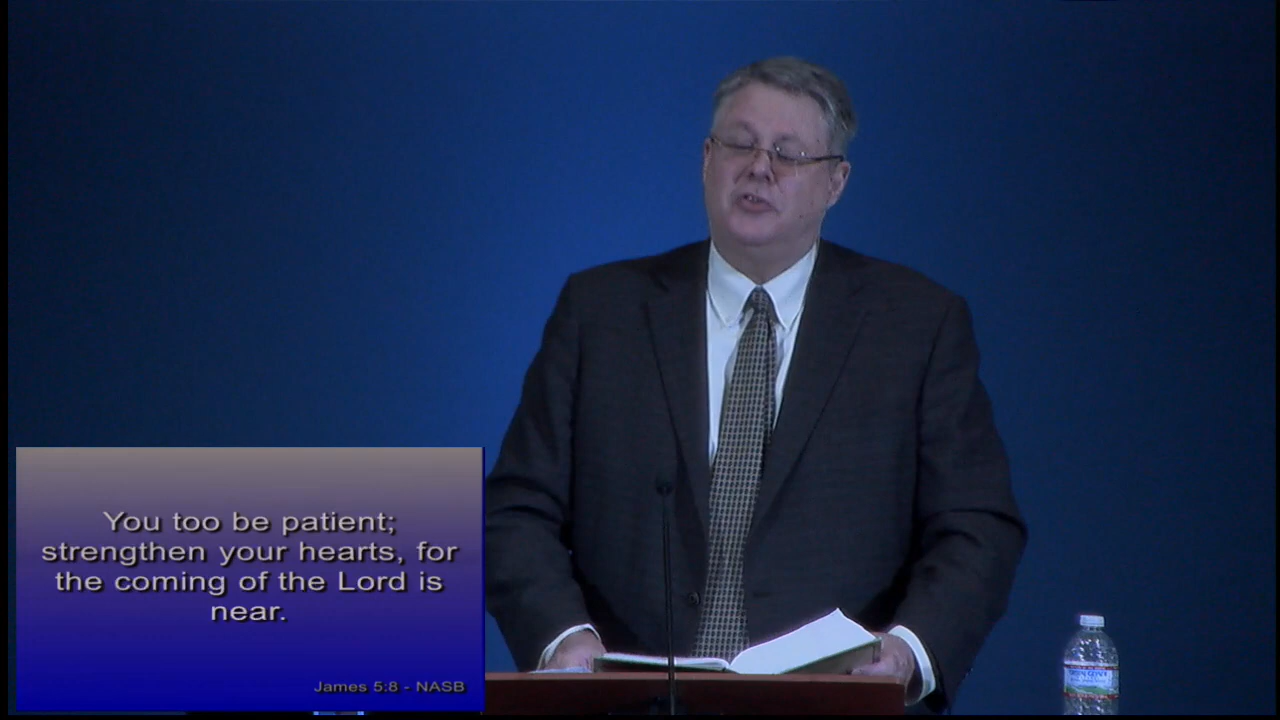 You too be patient;
strengthen your hearts, for
the coming of the Lord is
near.
James 5:8 - NASB